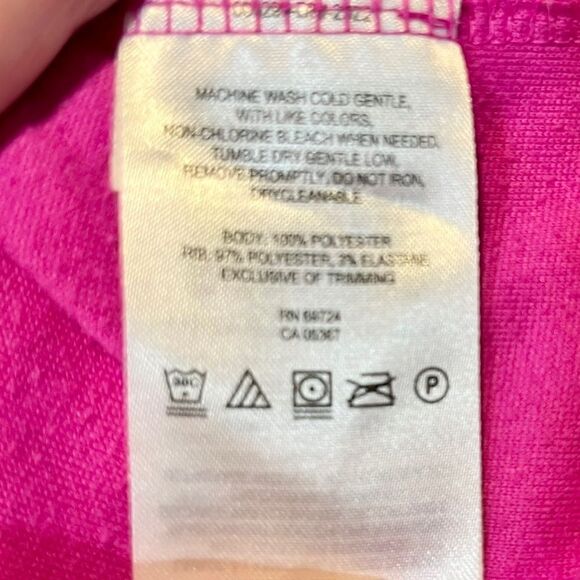 MACHINE WASH COLD GENTLE,
WITH LIKE COLORS,
NON-CHLORINE BLEACH WHEN NEEDED,
TUMBLE DRY GENTLE LOW,
REMOVE PROMPTLY, DO NOT IRON,
DRYCLEANABLE
BODY: 100% POLYESTER
RIB: 97% POLYESTER, 3% ELASTANE
EXCLUSIVE OF TRIMMING
RN
CA 05367
30C
P